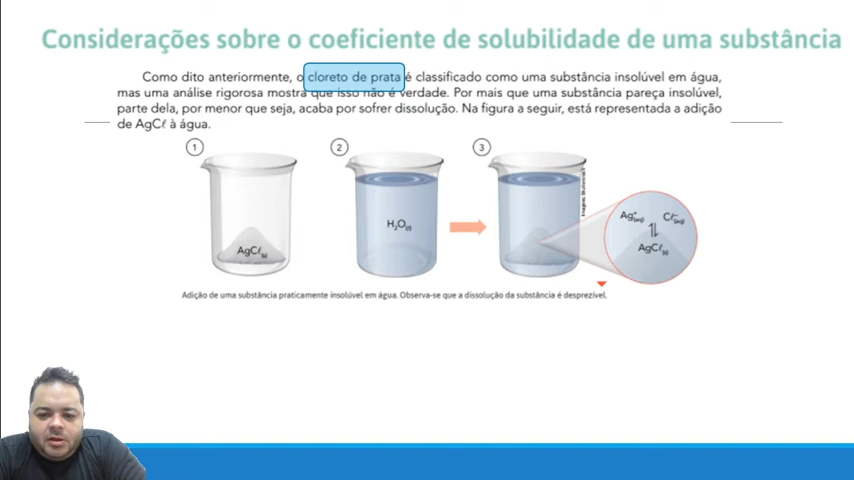 Considerações sobre o coeficiente de solubilidade de uma substância
Como dito anteriormente, o cloreto de prata é classificado como uma substância insolúvel em água,
mas uma análise rigorosa mostra que isso não é verdade. Por mais que uma substância pareça insolúvel,
parte dela, por menor que seja, acaba por sofrer dissolução. Na figura a seguir, está representada a adição
de AgCℓ à água.
1
2
3
AgCℓ(s)
H₂O(ℓ)
Ag⁺(aq) Cℓ⁻(aq)
⇅
AgCℓ(s)
Adição de uma substância praticamente insolúvel em água. Observa-se que a dissolução da substância é desprezível.